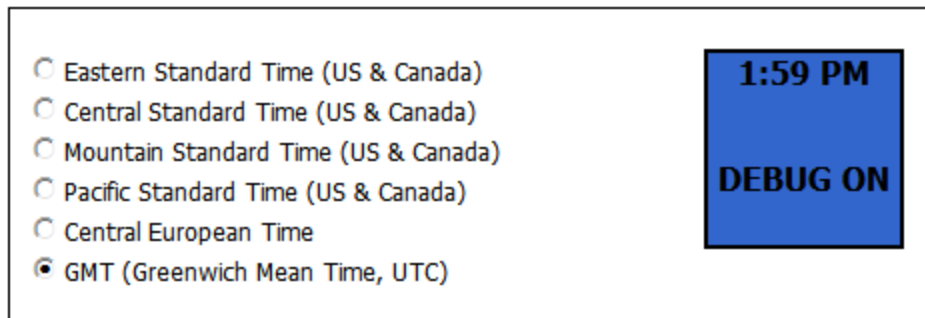 Eastern Standard Time (US & Canada)
Central Standard Time (US & Canada)
Mountain Standard Time (US & Canada)
Pacific Standard Time (US & Canada)
Central European Time
GMT (Greenwich Mean Time, UTC)
1:59 PM
DEBUG ON